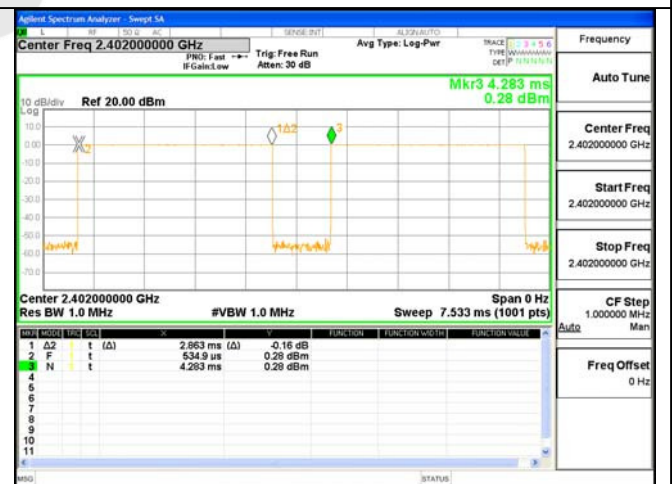 Agilent Spectrum Analyzer - Swept SA
L RF 50 Ω AC SENSE:INT ALIGN AUTO
Center Freq 2.402000000 GHz
PNO: Fast
IFGain:Low
Trig: Free Run
Atten: 30 dB
Avg Type: Log-Pwr
TRACE 1 2 3 4 5 6
TYPE
DET P N N N N N
Mkr3 4.283 ms
0.28 dBm
10 dB/div Ref 20.00 dBm
Log
10.0
0.00
-10.0
-20.0
-30.0
-40.0
-50.0
-60.0
-70.0
X2
1Δ2
3
Center 2.402000000 GHz Span 0 Hz
Res BW 1.0 MHz #VBW 1.0 MHz Sweep 7.533 ms (1001 pts)
MKR MODE TRC SCL X Y FUNCTION FUNCTION WIDTH FUNCTION VALUE
1 Δ2 t (Δ) 2.863 ms (Δ) -0.16 dB
2 F t 534.9 µs 0.28 dBm
3 N t 4.283 ms 0.28 dBm
4
5
6
7
8
9
10
11
MSG STATUS
Frequency
Auto Tune
Center Freq
2.402000000 GHz
Start Freq
2.402000000 GHz
Stop Freq
2.402000000 GHz
CF Step
1.000000 MHz
Auto Man
Freq Offset
0 Hz